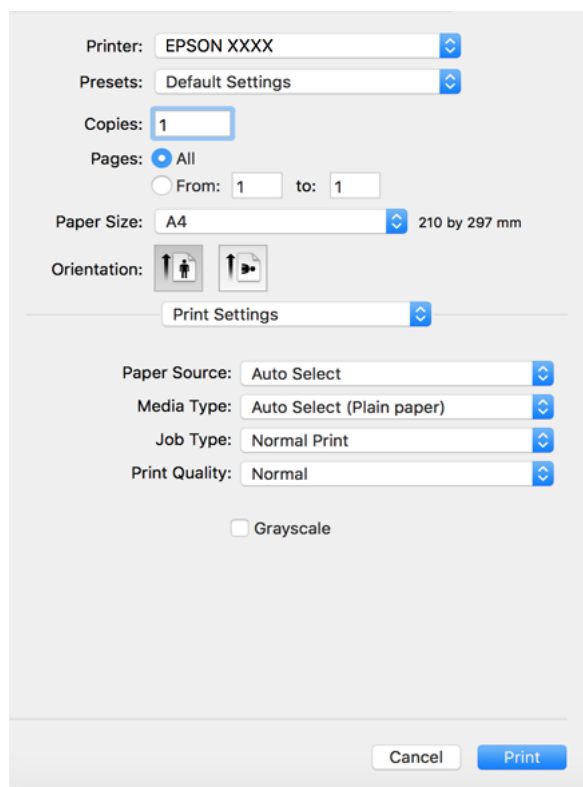 Printer: EPSON XXXX
Presets: Default Settings
Copies: 1
Pages: All
From: 1 to: 1
Paper Size: A4 210 by 297 mm
Orientation:
Print Settings
Paper Source: Auto Select
Media Type: Auto Select (Plain paper)
Job Type: Normal Print
Print Quality: Normal
Grayscale
Cancel Print